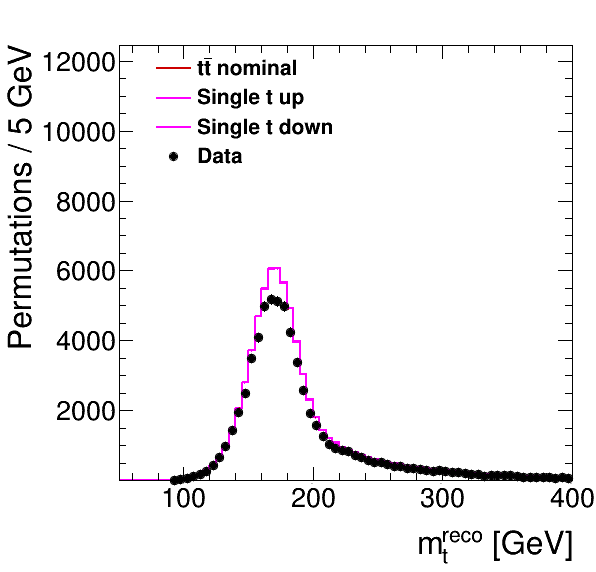 Permutations / 5 GeV
12000
10000
8000
6000
4000
2000
tt̄ nominal
Single t up
Single t down
Data
100
200
300
400
m_t^reco [GeV]